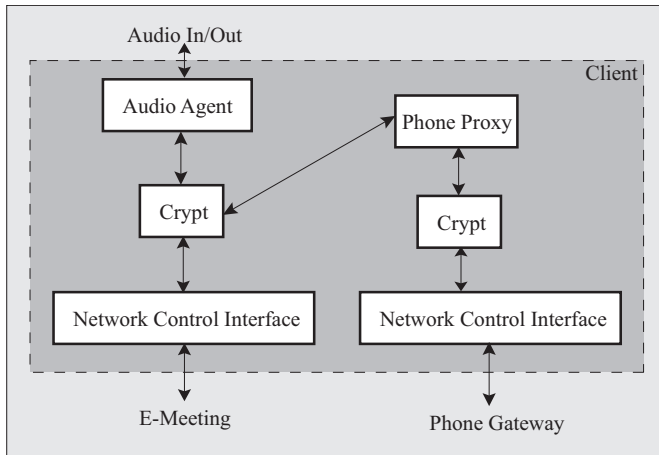 Audio In/Out
Client
Audio Agent
Phone Proxy
Crypt
Crypt
Network Control Interface
Network Control Interface
E-Meeting
Phone Gateway